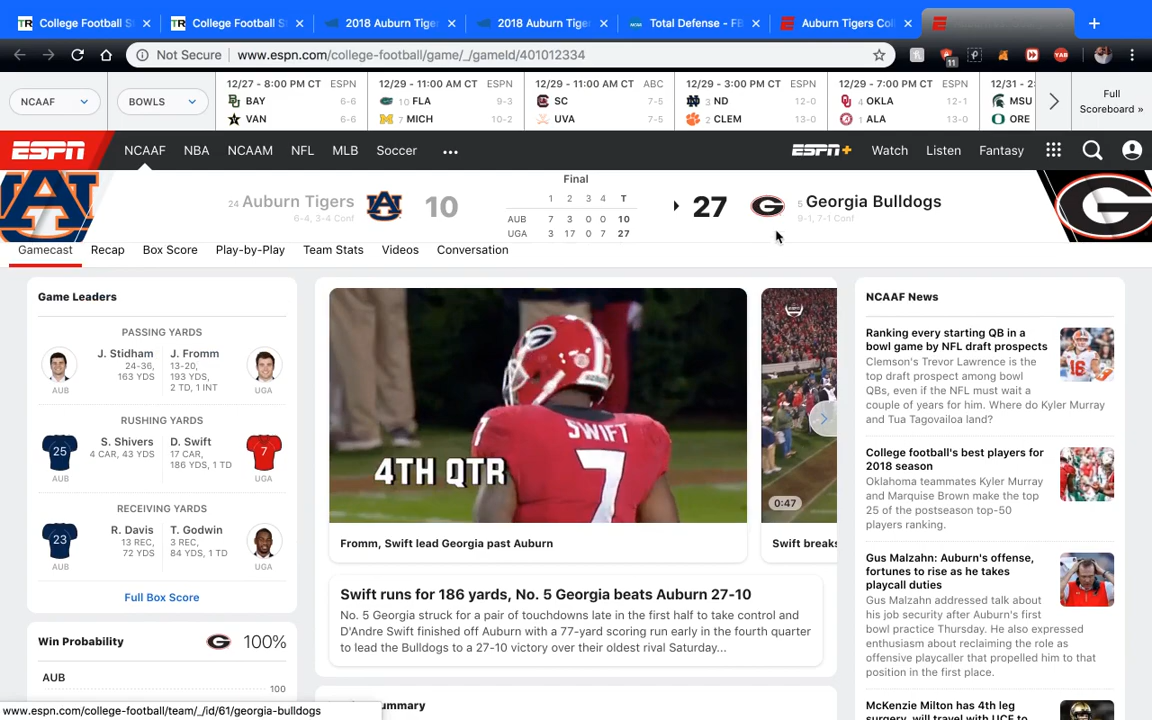 College Football S
College Football S
2018 Auburn Tige
2018 Auburn Tige
Total Defense - FB
Auburn Tigers Col
Not Secure
www.espn.com/college-football/game/_/gameId/401012334
11
YAB
NCAAF
BOWLS
12/27 - 8:00 PM CT ESPN
BAY 6-6
VAN 6-6
12/29 - 11:00 AM CT ESPN
10 FLA 9-3
7 MICH 10-2
12/29 - 11:00 AM CT ABC
SC 7-5
UVA 7-5
12/29 - 3:00 PM CT ESPN
3 ND 12-0
2 CLEM 13-0
12/29 - 7:00 PM CT ESPN
4 OKLA 12-1
1 ALA 13-0
12/31 - 2:
MSU
ORE
Full
Scoreboard »
ESPN
NCAAF NBA NCAAM NFL MLB Soccer ...
ESPN+ Watch Listen Fantasy
24 Auburn Tigers
6-4, 3-4 Conf
10
Final
1 2 3 4 T
AUB 7 3 0 0 10
UGA 3 17 0 7 27
27
5 Georgia Bulldogs
9-1, 7-1 Conf
Gamecast Recap Box Score Play-by-Play Team Stats Videos Conversation
Game Leaders
PASSING YARDS
J. Stidham
24-36,
163 YDS
AUB
J. Fromm
13-20,
193 YDS,
2 TD, 1 INT
UGA
RUSHING YARDS
25
S. Shivers
4 CAR, 43 YDS
AUB
D. Swift
17 CAR,
186 YDS, 1 TD
7
UGA
RECEIVING YARDS
23
R. Davis
13 REC,
72 YDS
AUB
T. Godwin
3 REC,
84 YDS, 1 TD
UGA
Full Box Score
Win Probability
100%
AUB
100
SWIFT
7
4TH QTR
0:47
Fromm, Swift lead Georgia past Auburn
Swift breaks
Swift runs for 186 yards, No. 5 Georgia beats Auburn 27-10
No. 5 Georgia struck for a pair of touchdowns late in the first half to take control and
D'Andre Swift finished off Auburn with a 77-yard scoring run early in the fourth quarter
to lead the Bulldogs to a 27-10 victory over their oldest rival Saturday...
NCAAF News
Ranking every starting QB in a
bowl game by NFL draft prospects
Clemson's Trevor Lawrence is the
top draft prospect among bowl
QBs, even if the NFL must wait a
couple of years for him. Where do Kyler Murray
and Tua Tagovailoa land?
College football's best players for
2018 season
Oklahoma teammates Kyler Murray
and Marquise Brown make the top
25 of the postseason top-50
players ranking.
Gus Malzahn: Auburn's offense,
fortunes to rise as he takes
playcall duties
Gus Malzahn addressed talk about
his job security after Auburn's first
bowl practice Thursday. He also expressed
enthusiasm about reclaiming the role as
offensive playcaller that propelled him to that
position in the first place.
McKenzie Milton has 4th leg
surgery, will travel with UCF to
www.espn.com/college-football/team/_/id/61/georgia-bulldogs